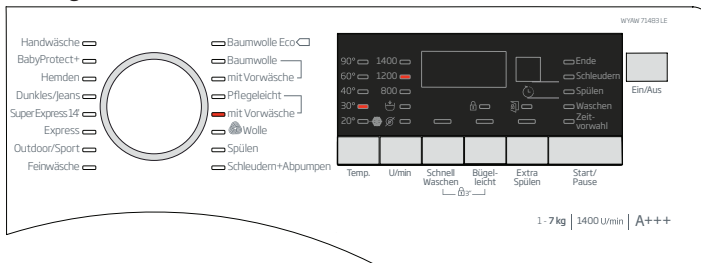 WYAW 71483 LE
Handwäsche
BabyProtect+
Hemden
Dunkles/Jeans
SuperExpress14'
Express
Outdoor/Sport
Feinwäsche
Baumwolle Eco
Baumwolle
mit Vorwäsche
Pflegeleicht
mit Vorwäsche
Wolle
Spülen
Schleudern+Abpumpen
90° 1400
60° 1200
40° 800
30°
20°
Ende
Schleudern
Spülen
Waschen
Zeit-
vorwahl
Ein/Aus
Temp.
U/min
Schnell
Waschen
Bügel-
leicht
3"
Extra
Spülen
Start/
Pause
1 - 7 kg 1400 U/min A+++